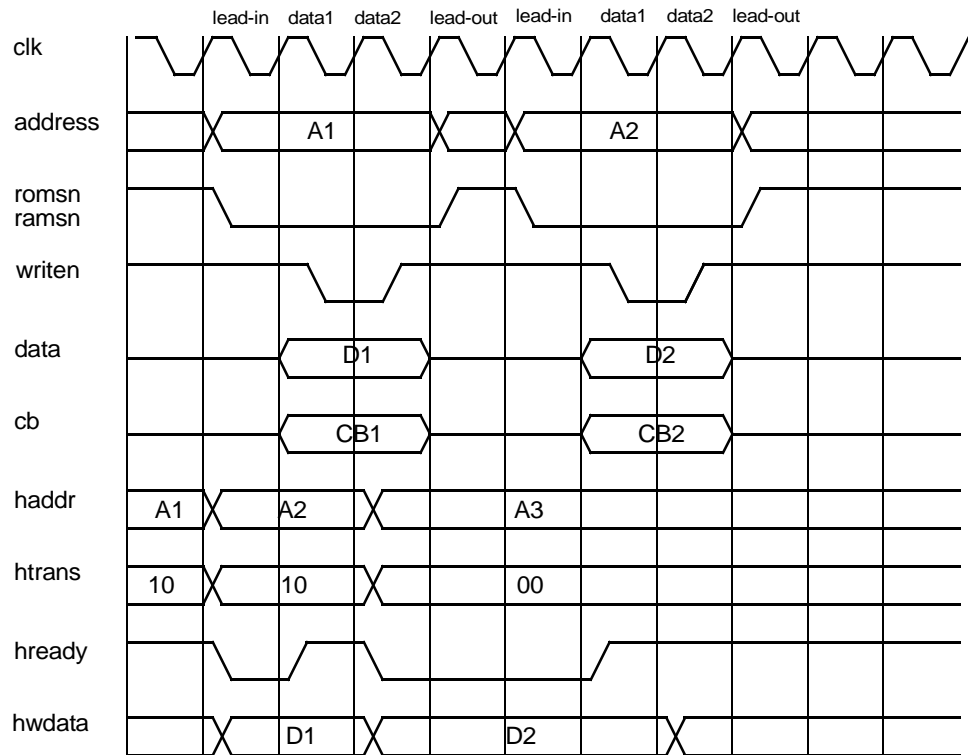 lead-in data1 data2 lead-out lead-in data1 data2 lead-out
clk
address A1 A2
romsn
ramsn
writen
data D1 D2
cb CB1 CB2
haddr A1 A2 A3
htrans 10 10 00
hready
hwdata D1 D2